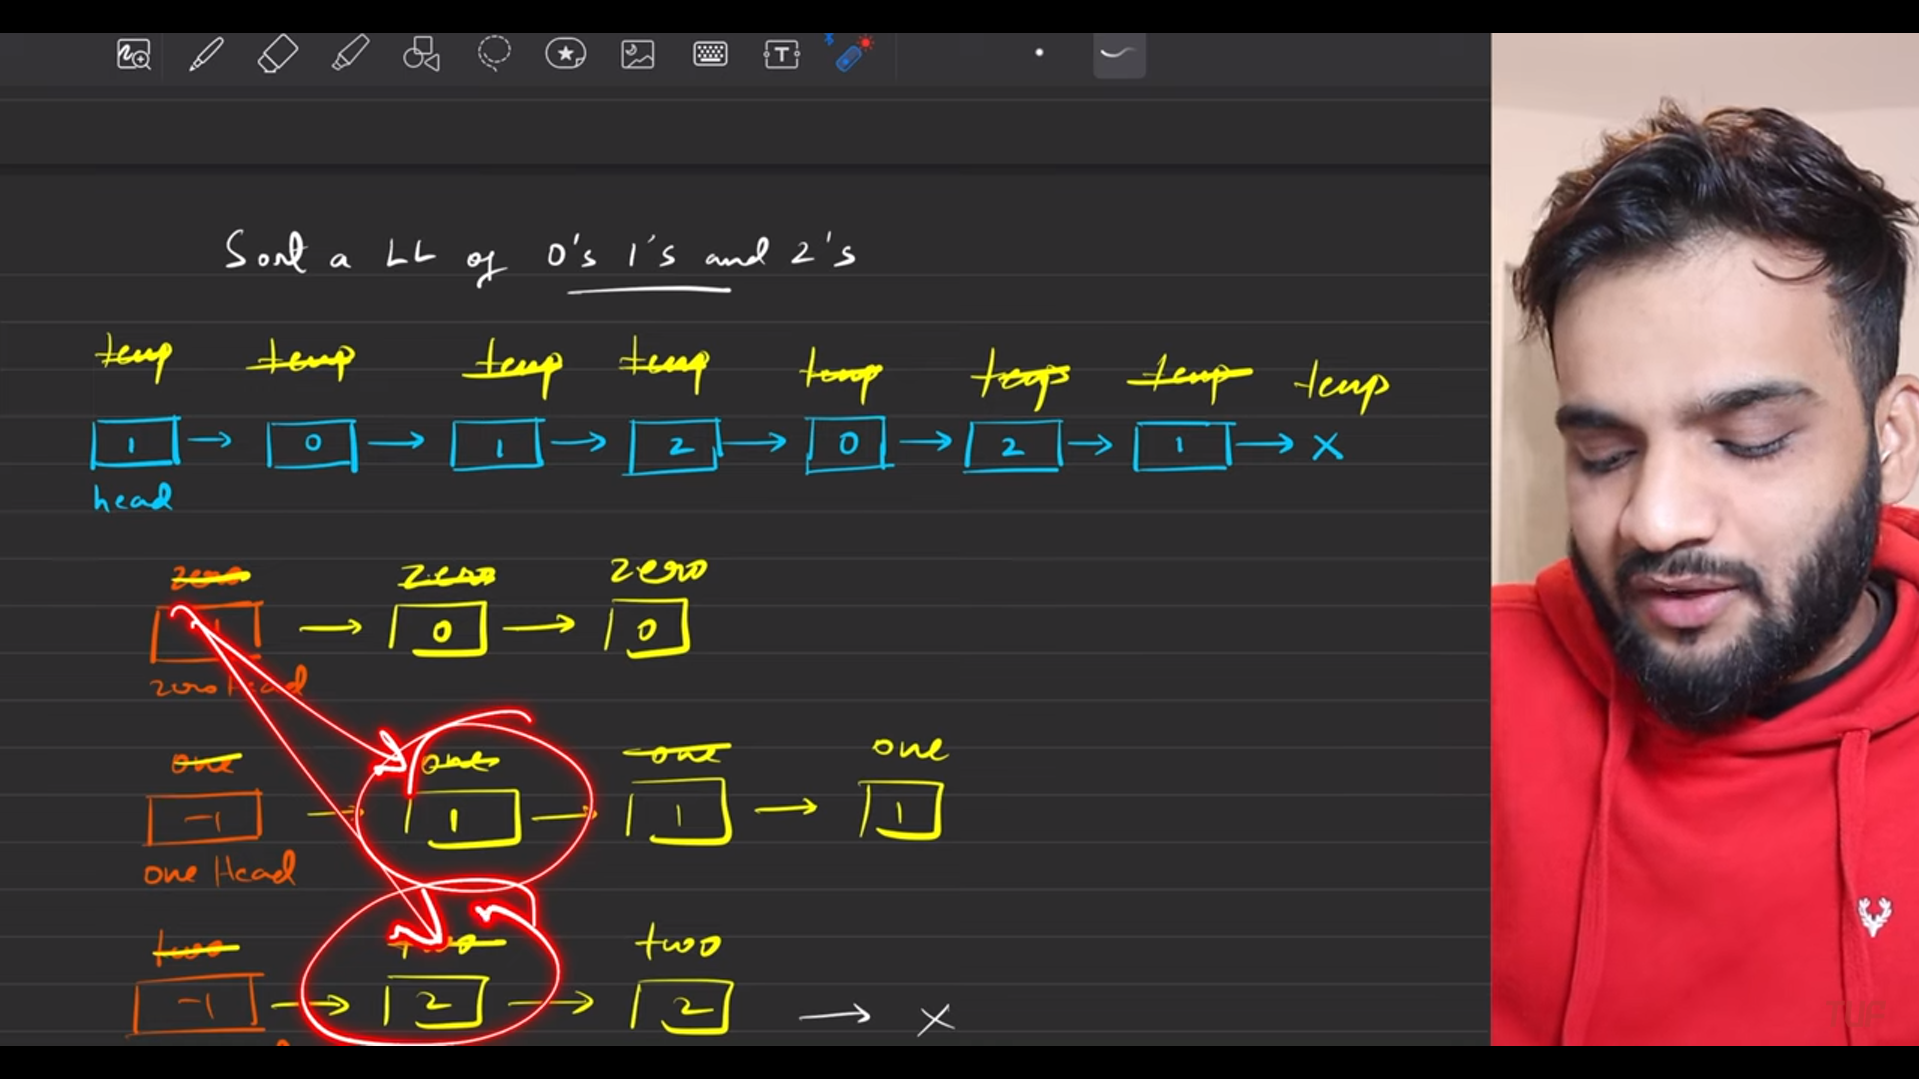 Sort a LL of 0's 1's and 2's
temp temp temp temp temp temp temp temp
1 → 0 → 1 → 2 → 0 → 2 → 1 → X
head
zero zero zero
→ 0 → 0
zero Head
one one one one
-1 → 1 → 1 → 1
one Head
two two two
-1 → 2 → 2 → X
TUF